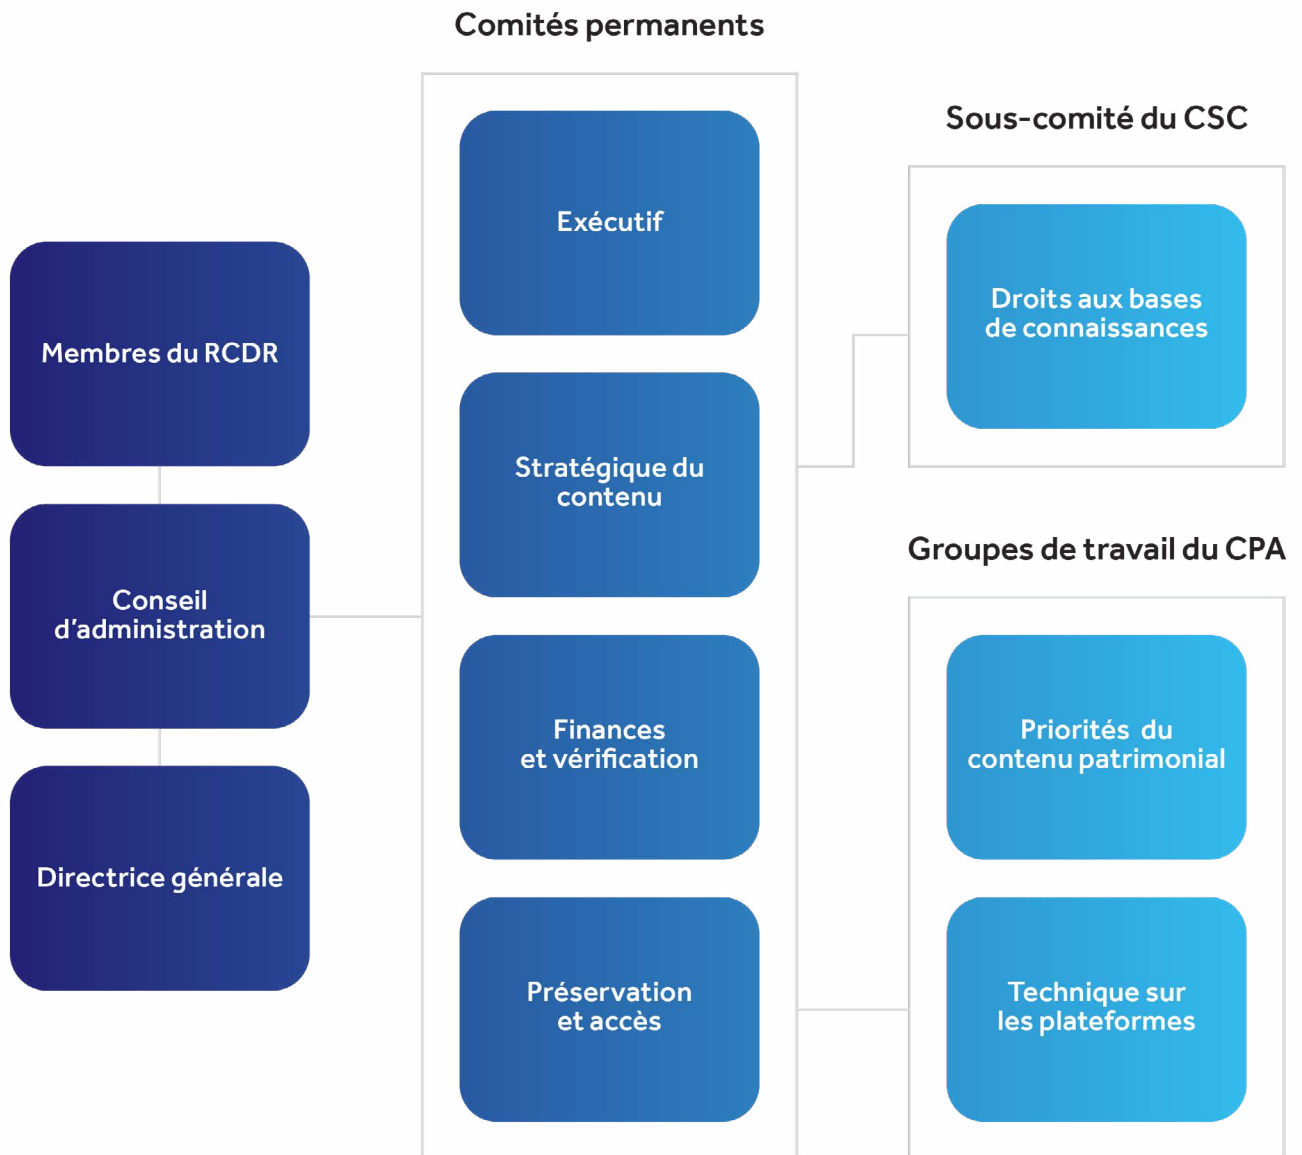 Comités permanents
Exécutif
Stratégique du
contenu
Finances
et vérification
Préservation
et accès
Membres du RCDR
Conseil
d’administration
Directrice générale
Sous-comité du CSC
Droits aux bases
de connaissances
Groupes de travail du CPA
Priorités du
contenu patrimonial
Technique sur
les plateformes